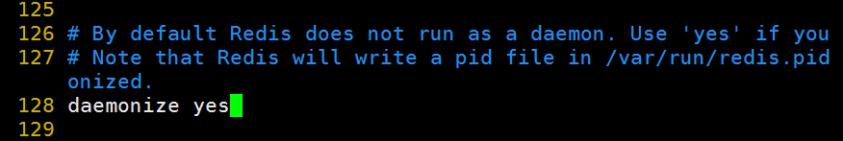 125
126 # By default Redis does not run as a daemon. Use 'yes' if you
127 # Note that Redis will write a pid file in /var/run/redis.pid
onized.
128 daemonize yes
129